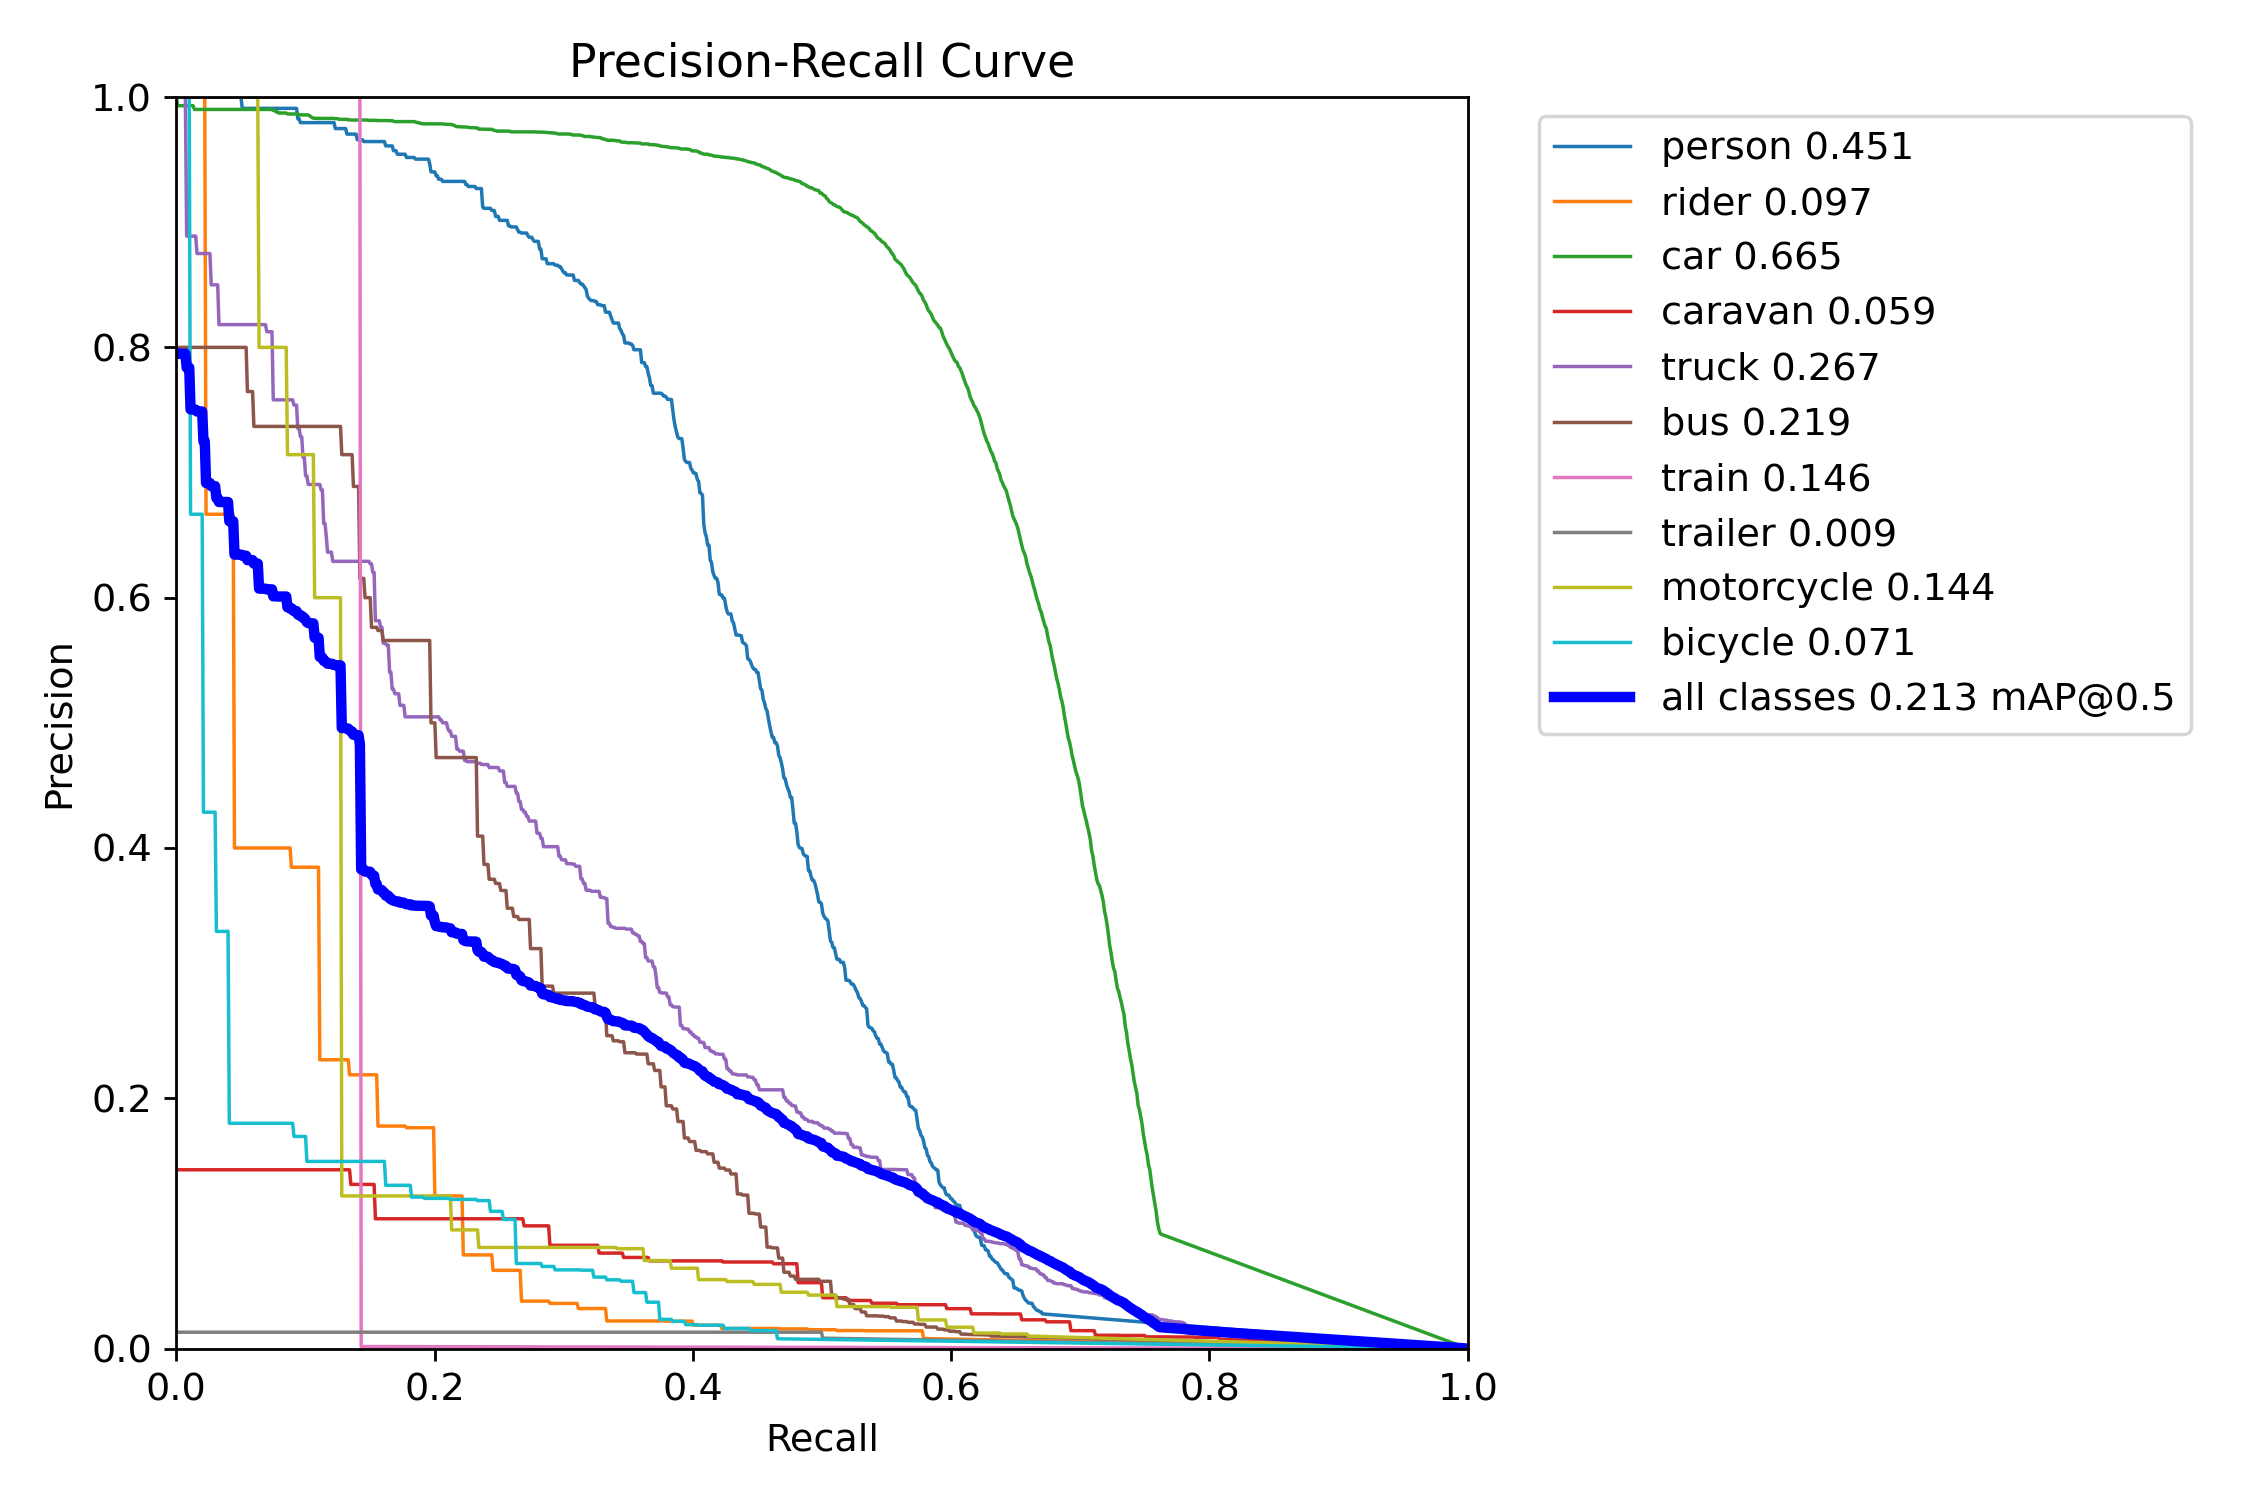 Precision-Recall Curve
1.0
0.8
0.6
0.4
0.2
0.0
Precision
0.0 0.2 0.4 0.6 0.8 1.0
Recall
person 0.451
rider 0.097
car 0.665
caravan 0.059
truck 0.267
bus 0.219
train 0.146
trailer 0.009
motorcycle 0.144
bicycle 0.071
all classes 0.213 mAP@0.5